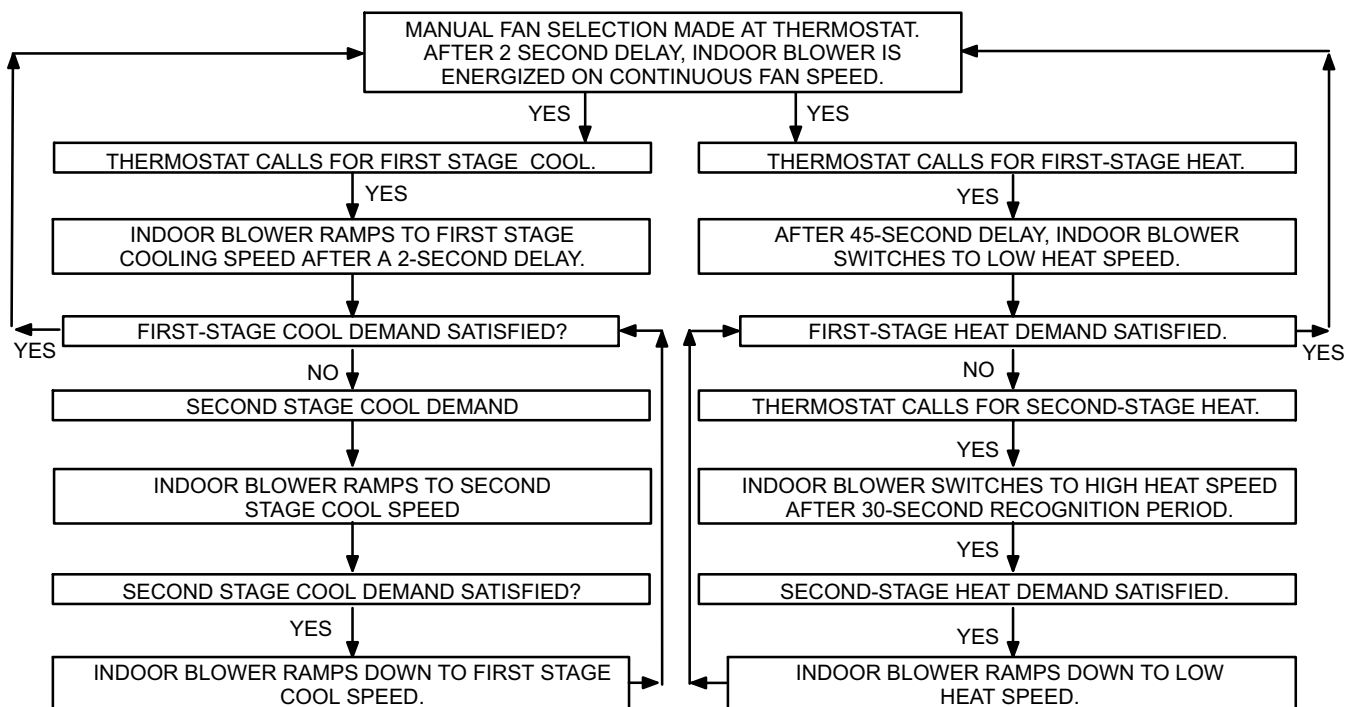 MANUAL FAN SELECTION MADE AT THERMOSTAT.
AFTER 2 SECOND DELAY, INDOOR BLOWER IS
ENERGIZED ON CONTINUOUS FAN SPEED.
YES
YES
THERMOSTAT CALLS FOR FIRST STAGE COOL.
YES
INDOOR BLOWER RAMPS TO FIRST STAGE
COOLING SPEED AFTER A 2-SECOND DELAY.
FIRST-STAGE COOL DEMAND SATISFIED?
YES
NO
SECOND STAGE COOL DEMAND
INDOOR BLOWER RAMPS TO SECOND
STAGE COOL SPEED
SECOND STAGE COOL DEMAND SATISFIED?
YES
INDOOR BLOWER RAMPS DOWN TO FIRST STAGE
COOL SPEED.
THERMOSTAT CALLS FOR FIRST-STAGE HEAT.
YES
AFTER 45-SECOND DELAY, INDOOR BLOWER
SWITCHES TO LOW HEAT SPEED.
FIRST-STAGE HEAT DEMAND SATISFIED.
YES
NO
THERMOSTAT CALLS FOR SECOND-STAGE HEAT.
YES
INDOOR BLOWER SWITCHES TO HIGH HEAT SPEED
AFTER 30-SECOND RECOGNITION PERIOD.
YES
SECOND-STAGE HEAT DEMAND SATISFIED.
YES
INDOOR BLOWER RAMPS DOWN TO LOW
HEAT SPEED.